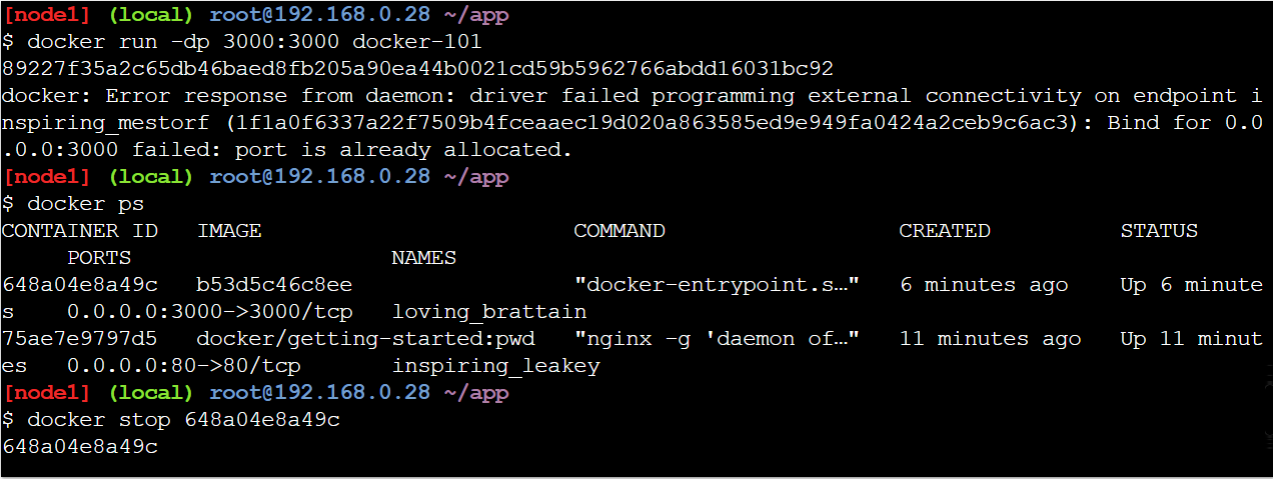 [node1] (local) root@192.168.0.28 ~/app
$ docker run -dp 3000:3000 docker-101
89227f35a2c65db46baed8fb205a90ea44b0021cd59b5962766abdd16031bc92
docker: Error response from daemon: driver failed programming external connectivity on endpoint i
nspiring_mestorf (1f1a0f6337a22f7509b4fceaaec19d020a863585ed9e949fa0424a2ceb9c6ac3): Bind for 0.0
.0.0:3000 failed: port is already allocated.
[node1] (local) root@192.168.0.28 ~/app
$ docker ps
CONTAINER ID   IMAGE                        COMMAND                  CREATED          STATUS
     PORTS                    NAMES
648a04e8a49c   b53d5c46c8ee                 "docker-entrypoint.s…"   6 minutes ago    Up 6 minute
s    0.0.0.0:3000->3000/tcp   loving_brattain
75ae7e9797d5   docker/getting-started:pwd   "nginx -g 'daemon of…"   11 minutes ago   Up 11 minut
es   0.0.0.0:80->80/tcp       inspiring_leakey
[node1] (local) root@192.168.0.28 ~/app
$ docker stop 648a04e8a49c
648a04e8a49c